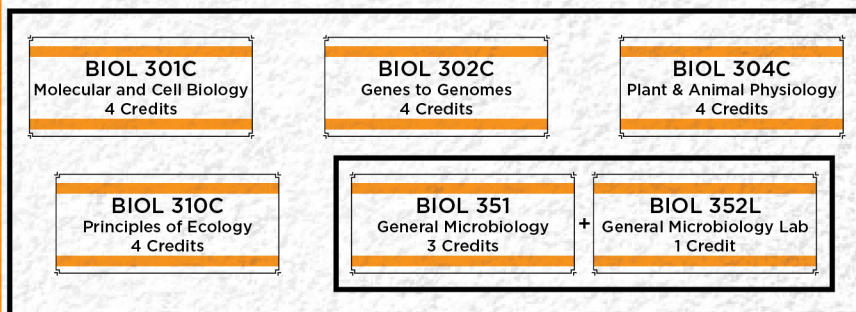 BIOL 301C
Molecular and Cell Biology
4 Credits
BIOL 302C
Genes to Genomes
4 Credits
BIOL 304C
Plant & Animal Physiology
4 Credits
BIOL 310C
Principles of Ecology
4 Credits
BIOL 351
General Microbiology
3 Credits
+
BIOL 352L
General Microbiology Lab
1 Credit